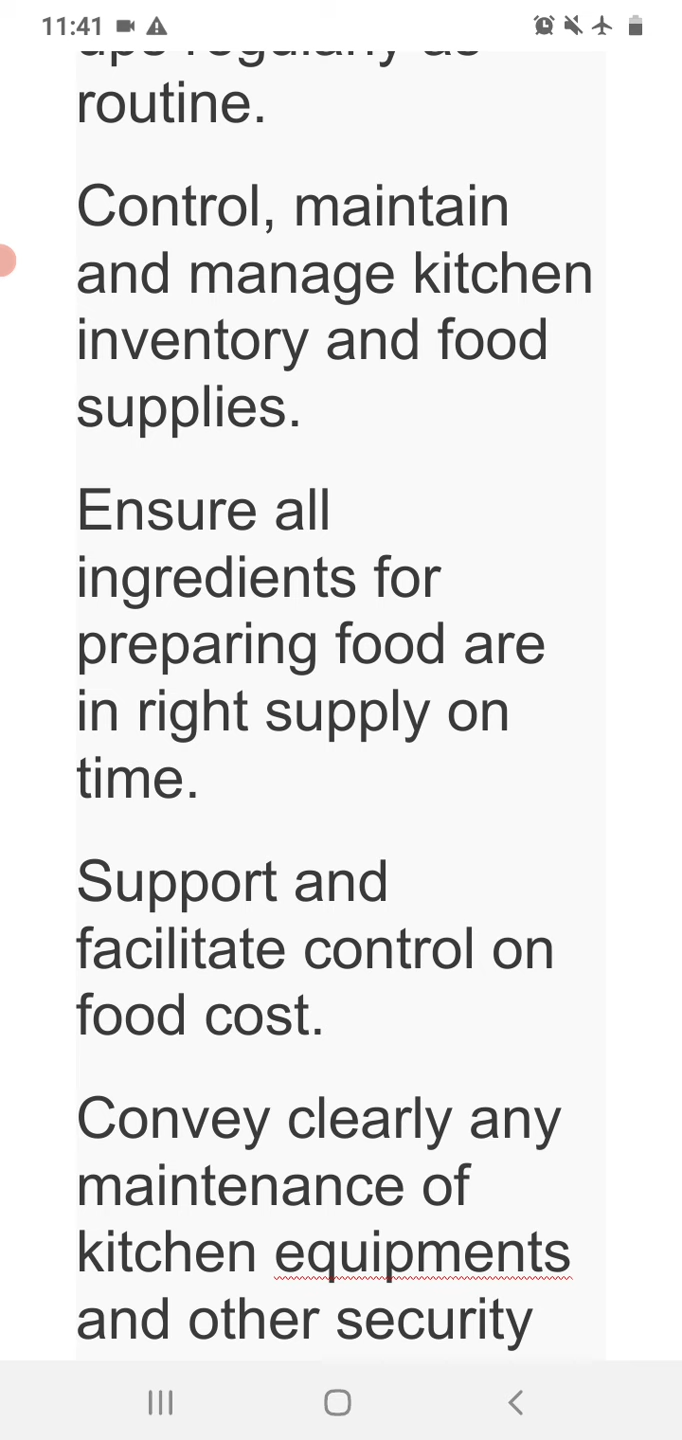 11:41
routine.
Control, maintain
and manage kitchen
inventory and food
supplies.
Ensure all
ingredients for
preparing food are
in right supply on
time.
Support and
facilitate control on
food cost.
Convey clearly any
maintenance of
kitchen equipments
and other security